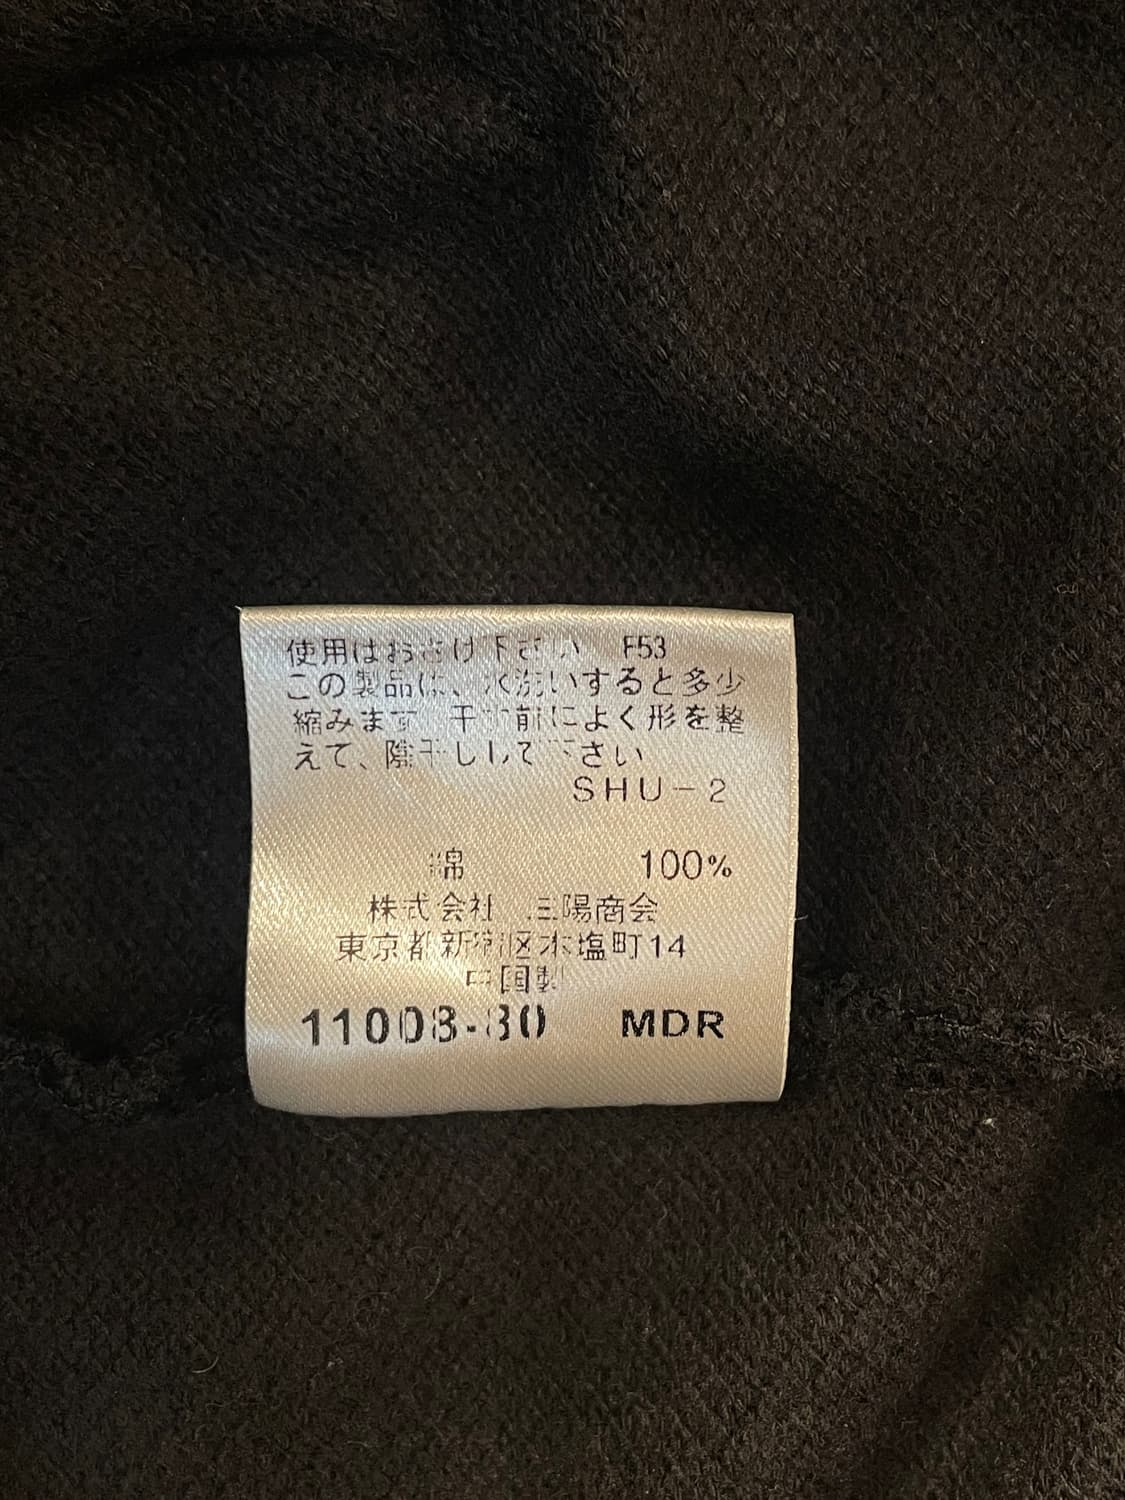 使用はおさけ下さい F53
この製品は、水洗いすると多少
縮みます 干す前によく形を整
えて、陰干しして下さい
SHU-2
綿 100%
株式会社 三陽商会
東京都新宿区本塩町14
中国製
11008-80 MDR